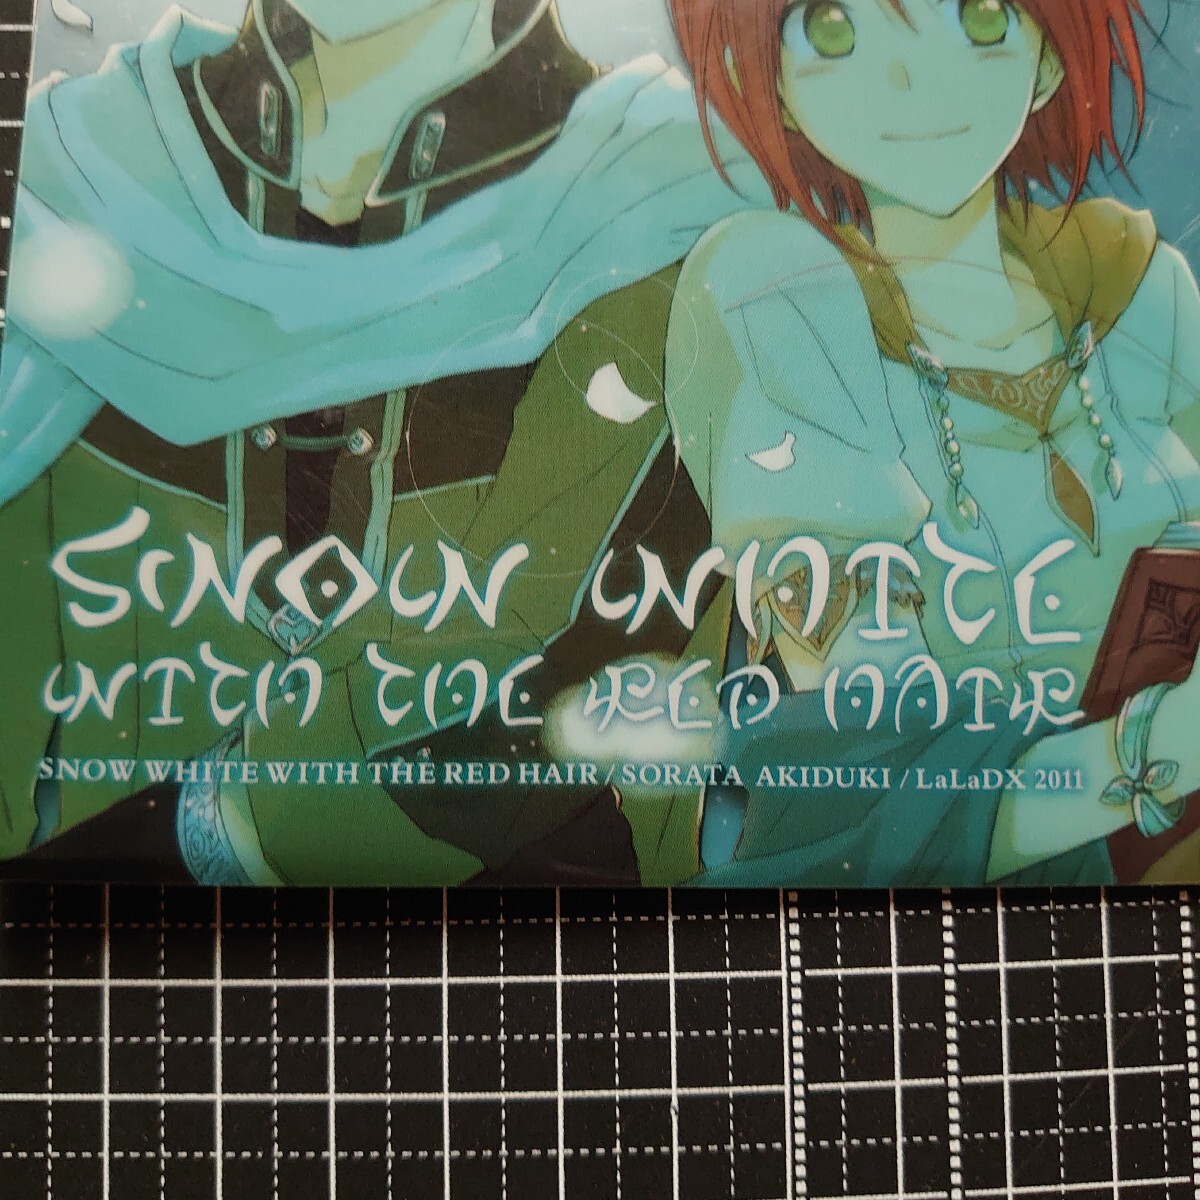 SNOW WHITE
WITH THE RED HAIR
SNOW WHITE WITH THE RED HAIR / SORATA AKIDUKI / LaLaDX 2011